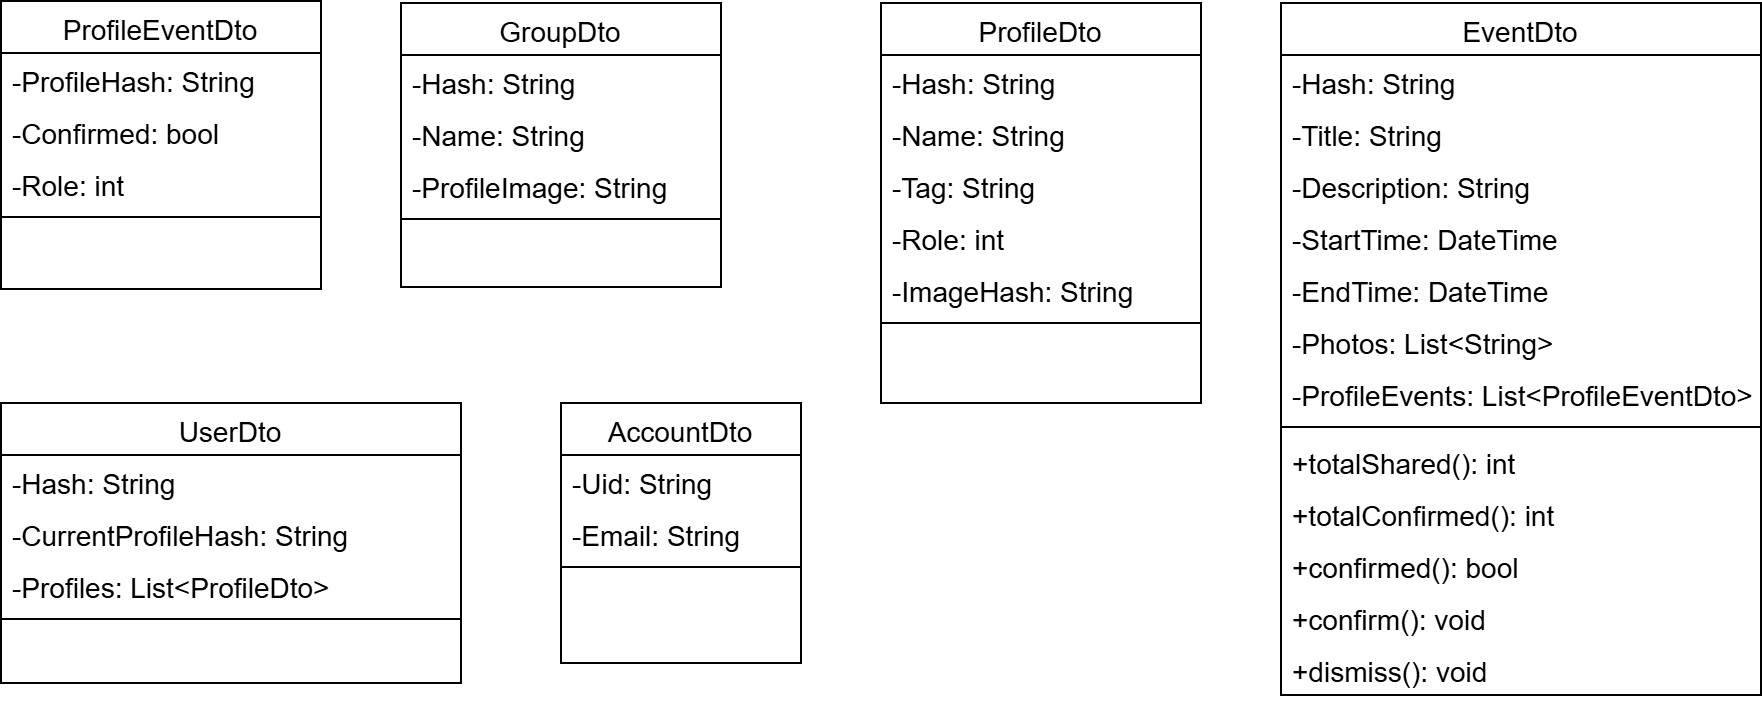 ProfileEventDto
-ProfileHash: String
-Confirmed: bool
-Role: int
GroupDto
-Hash: String
-Name: String
-ProfileImage: String
ProfileDto
-Hash: String
-Name: String
-Tag: String
-Role: int
-ImageHash: String
EventDto
-Hash: String
-Title: String
-Description: String
-StartTime: DateTime
-EndTime: DateTime
-Photos: List<String>
-ProfileEvents: List<ProfileEventDto>
+totalShared(): int
+totalConfirmed(): int
+confirmed(): bool
+confirm(): void
+dismiss(): void
UserDto
-Hash: String
-CurrentProfileHash: String
-Profiles: List<ProfileDto>
AccountDto
-Uid: String
-Email: String